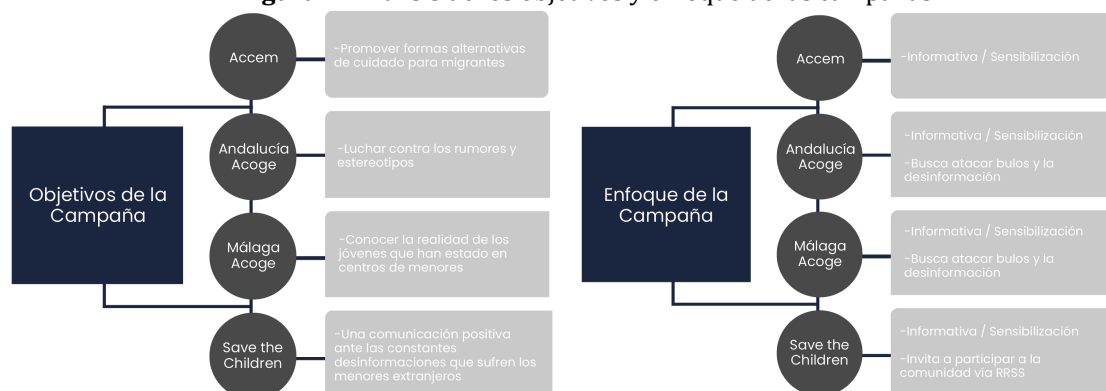 Objetivos de la
Campaña
Accem
-Promover formas alternativas
de cuidado para migrantes
Andalucía
Acoge
-Luchar contra los rumores y
estereotipos
Málaga
Acoge
-Conocer la realidad de los
jóvenes que han estado en
centros de menores
Save the
Children
-Una comunicación positiva
ante las constantes
desinformaciones que sufren los
menores extranjeros
Enfoque de la
Campaña
Accem
-Informativa / Sensibilización
Andalucía
Acoge
-Informativa / Sensibilización
-Busca atacar bulos y la
desinformación
Málaga
Acoge
-Informativa / Sensibilización
-Busca atacar bulos y la
desinformación
Save the
Children
-Informativa / Sensibilización
-Invita a participar a la
comunidad vía RRSS